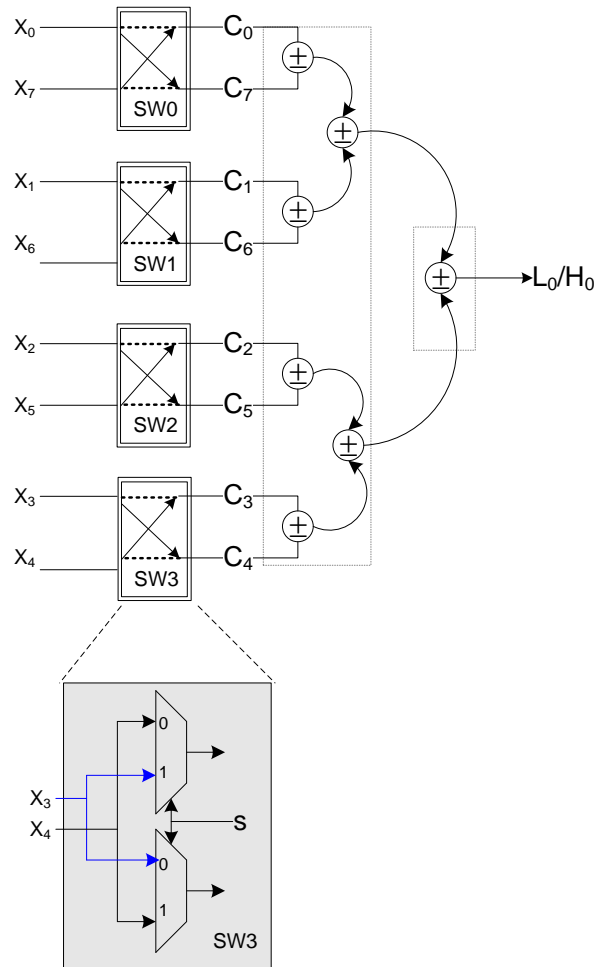 X₀ C₀
±
X₇ C₇
SW0
±
X₁ C₁
±
X₆ C₆
SW1
± L₀/H₀
X₂ C₂
±
X₅ C₅
SW2
±
X₃ C₃
±
X₄ C₄
SW3
0
1
X₃
X₄ s
0
1
SW3